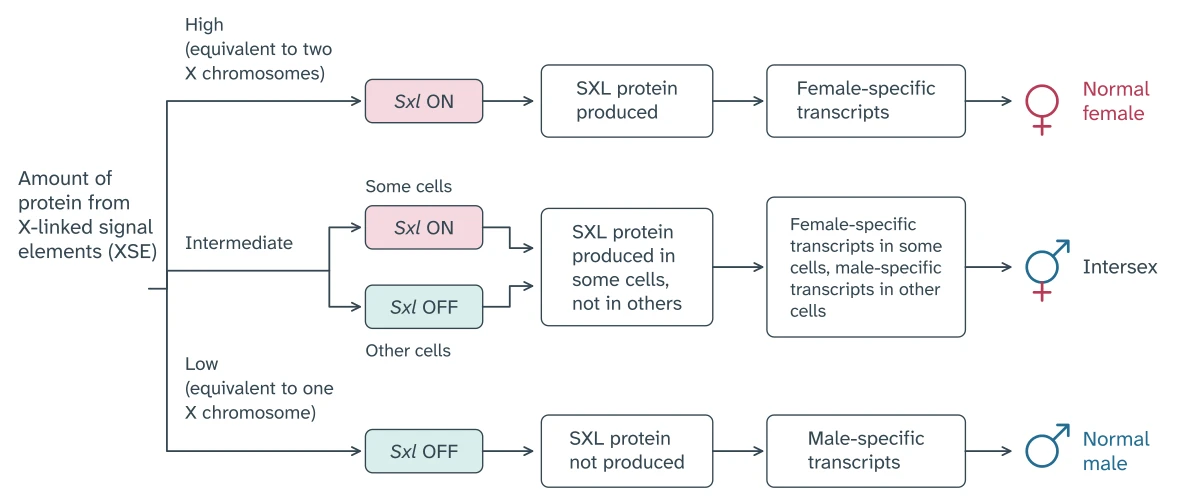 High
(equivalent to two
X chromosomes)
Sxl ON
SXL protein
produced
Female-specific
transcripts
Normal
female
Amount of
protein from
X-linked signal
elements (XSE)
Intermediate
Some cells
Sxl ON
Sxl OFF
Other cells
SXL protein
produced in
some cells,
not in others
Female-specific
transcripts in some
cells, male-specific
transcripts in other
cells
Intersex
Low
(equivalent to one
X chromosome)
Sxl OFF
SXL protein
not produced
Male-specific
transcripts
Normal
male